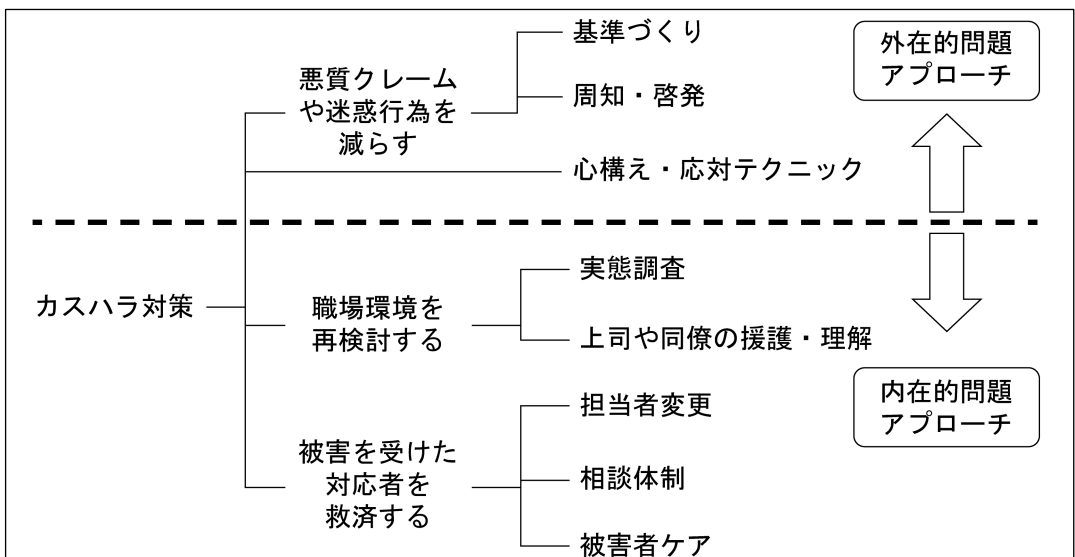 基準づくり
外在的問題
アプローチ
悪質クレーム
や迷惑行為を
減らす
周知・啓発
心構え・応対テクニック
カスハラ対策
職場環境を
再検討する
実態調査
上司や同僚の援護・理解
内在的問題
アプローチ
被害を受けた
対応者を
救済する
担当者変更
相談体制
被害者ケア